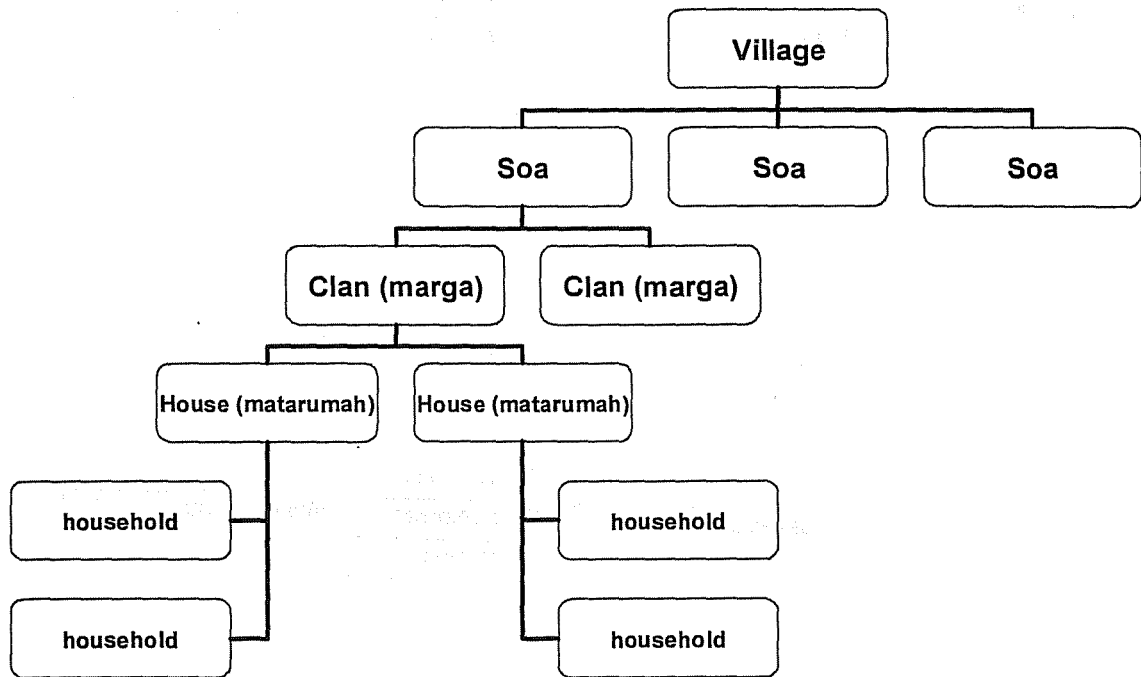 Village
Soa
Soa
Soa
Clan (marga)
Clan (marga)
House (matarumah)
House (matarumah)
household
household
household
household